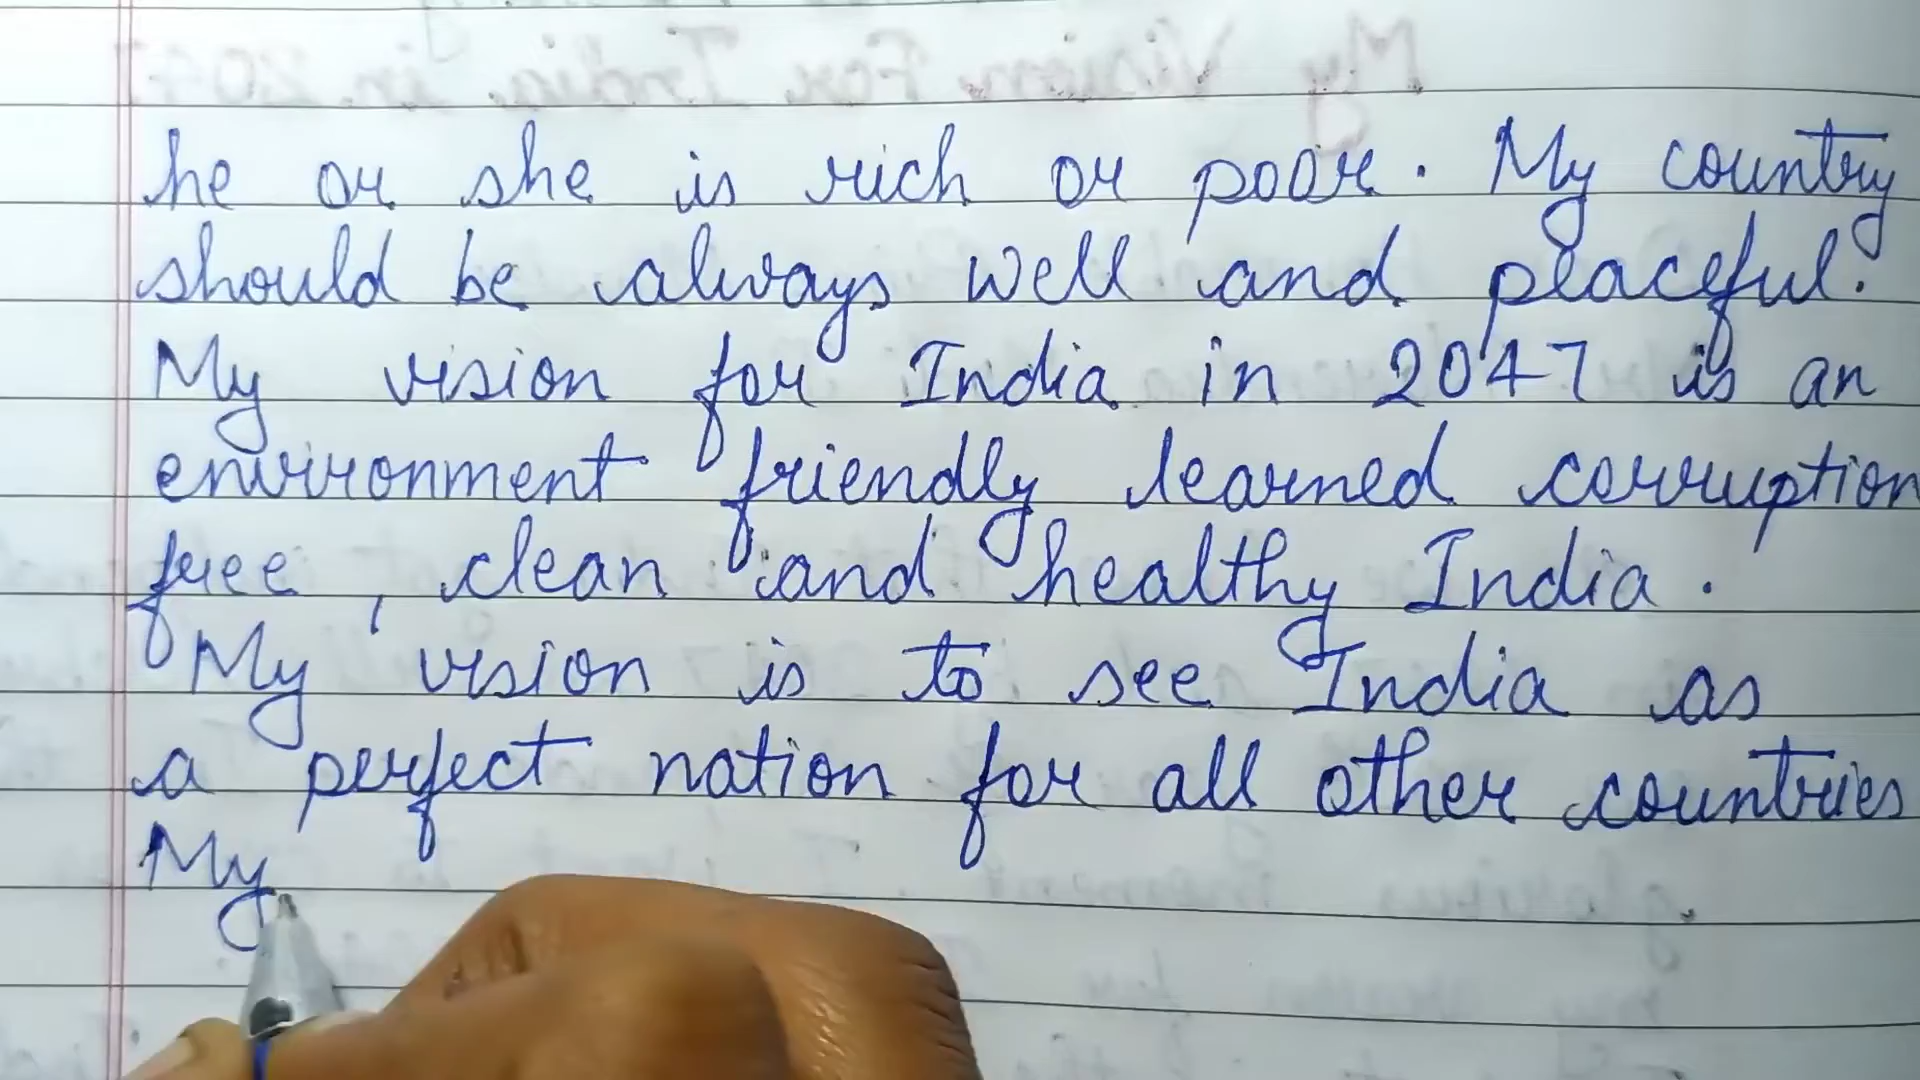 he or she is rich or poor. My country
should be always well and peaceful.
My vision for India in 2047 is an
environment friendly learned corruption
free, clean and healthy India.
My vision is to see India as
a perfect nation for all other countries
My